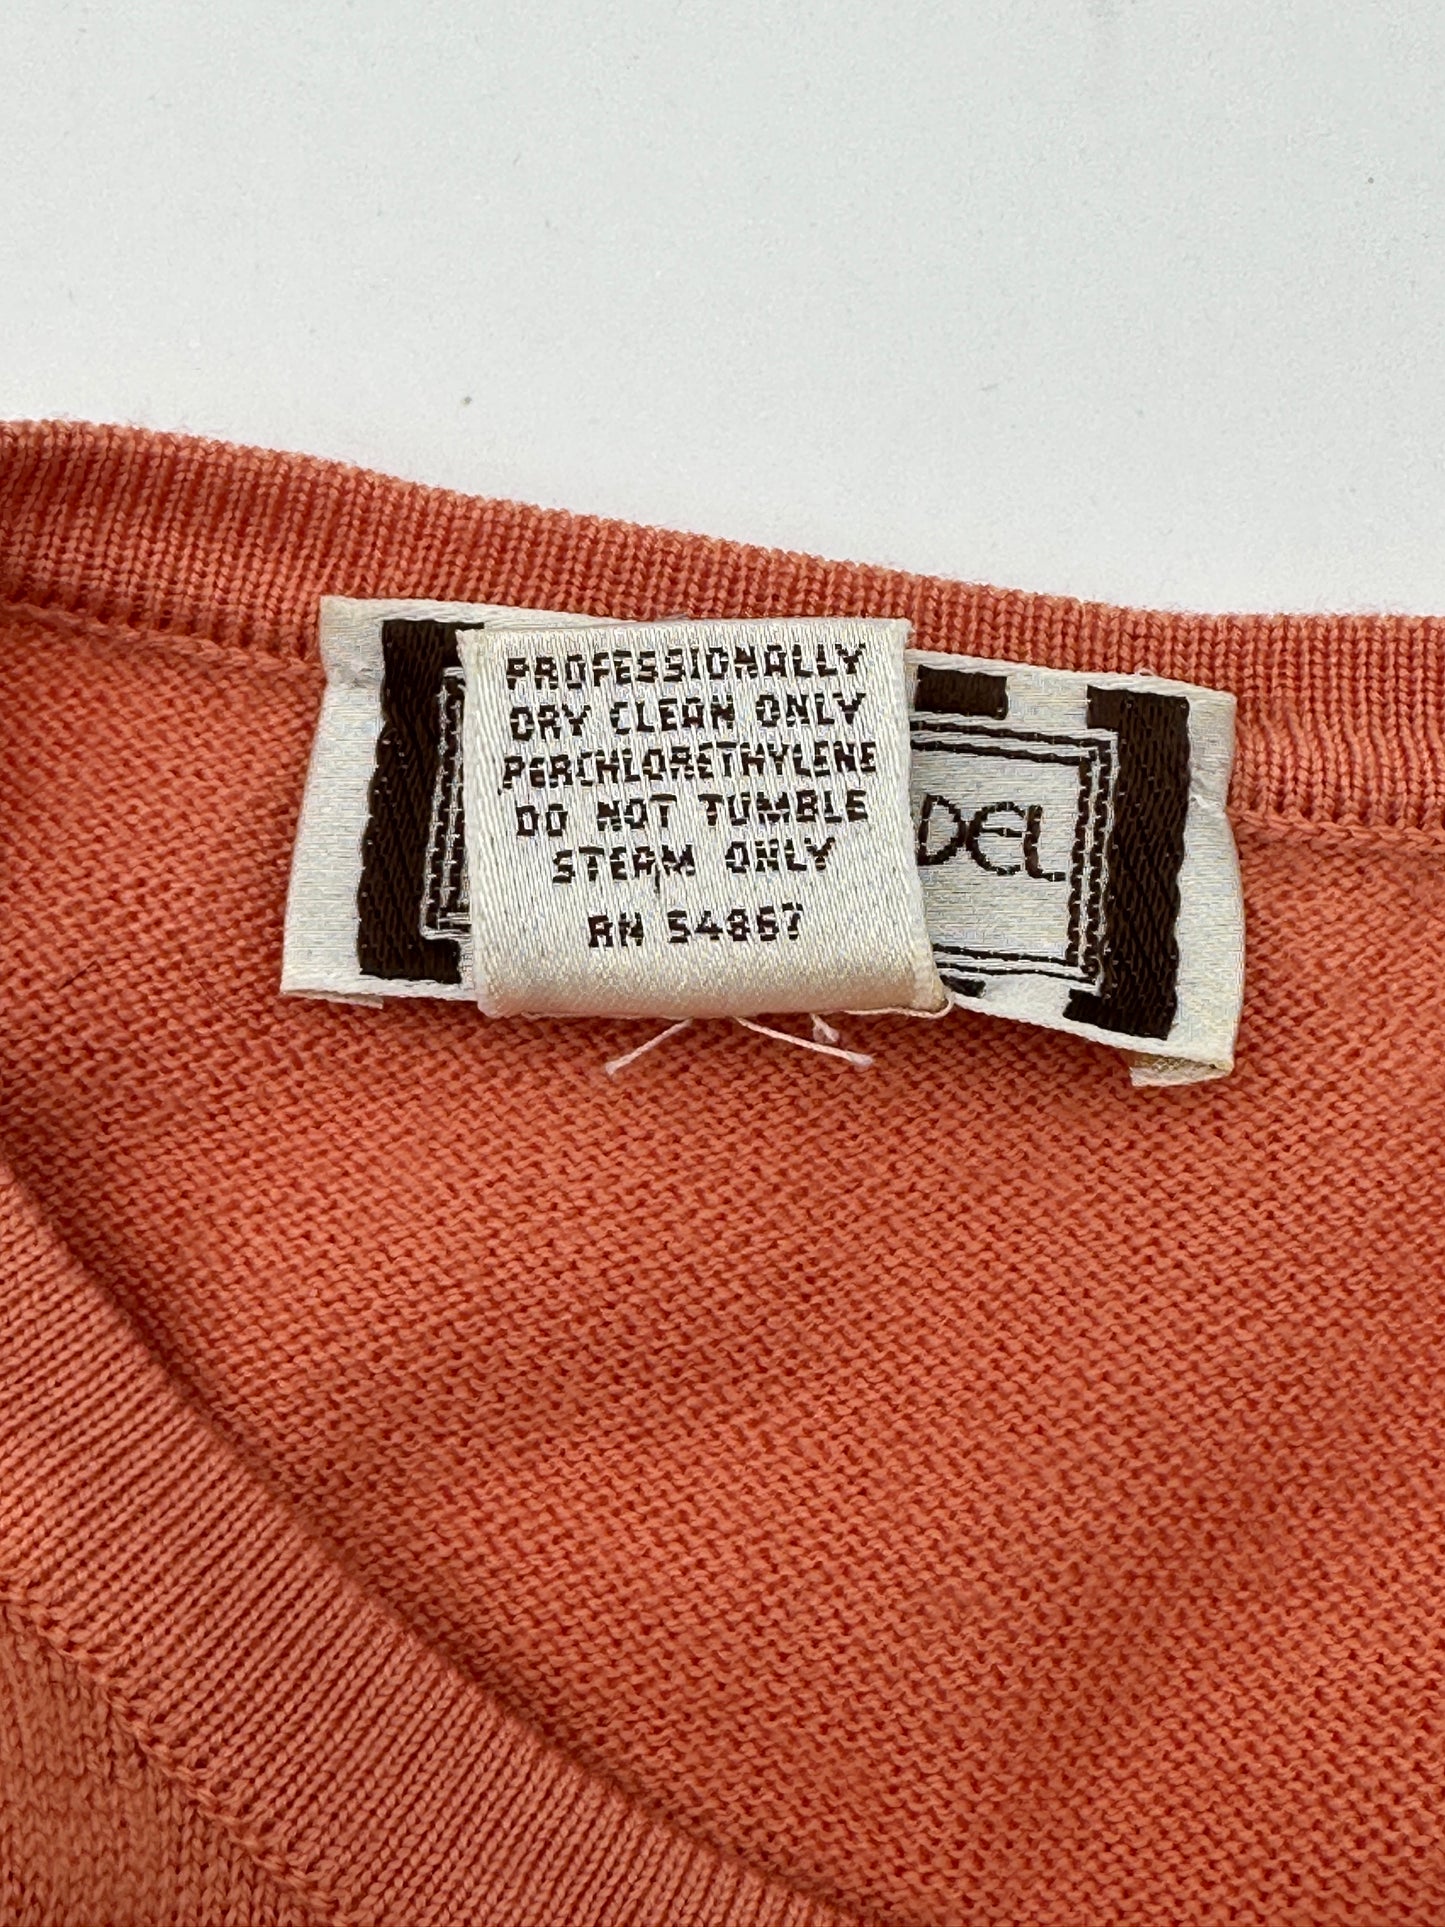 PROFESSIONALLY
DRY CLEAN ONLY
PERCHLORETHYLENE
DO NOT TUMBLE
STEAM ONLY
RN 54867
DEL